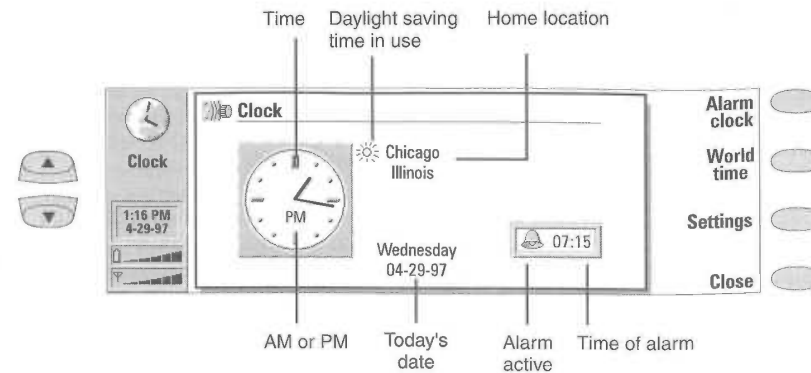 Time
Daylight saving
time in use
Home location
Clock
1:16 PM
4-29-97
Clock
PM
Chicago
Illinois
Wednesday
04-29-97
07:15
Alarm
clock
World
time
Settings
Close
AM or PM
Today's
date
Alarm
active
Time of alarm